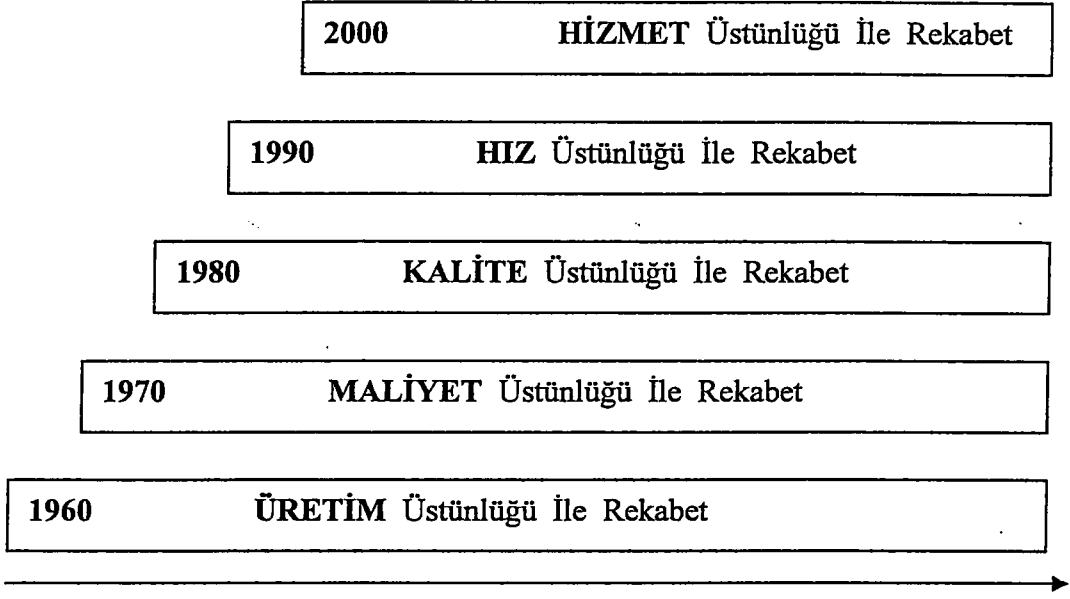 2000 HİZMET Üstünlüğü İle Rekabet
1990 HIZ Üstünlüğü İle Rekabet
1980 KALİTE Üstünlüğü İle Rekabet
1970 MALİYET Üstünlüğü İle Rekabet
1960 ÜRETİM Üstünlüğü İle Rekabet